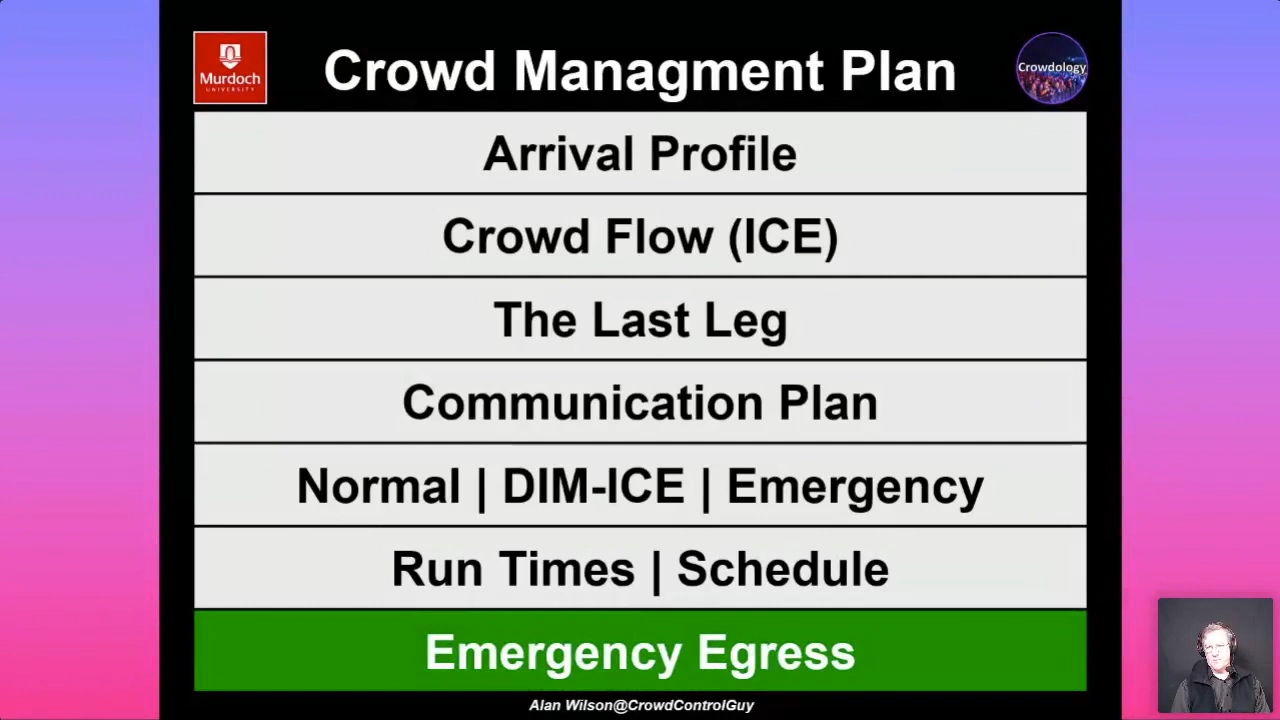 Murdoch
UNIVERSITY
Crowd Managment Plan
Crowdology
Arrival Profile
Crowd Flow (ICE)
The Last Leg
Communication Plan
Normal | DIM-ICE | Emergency
Run Times | Schedule
Emergency Egress
Alan Wilson@CrowdControlGuy